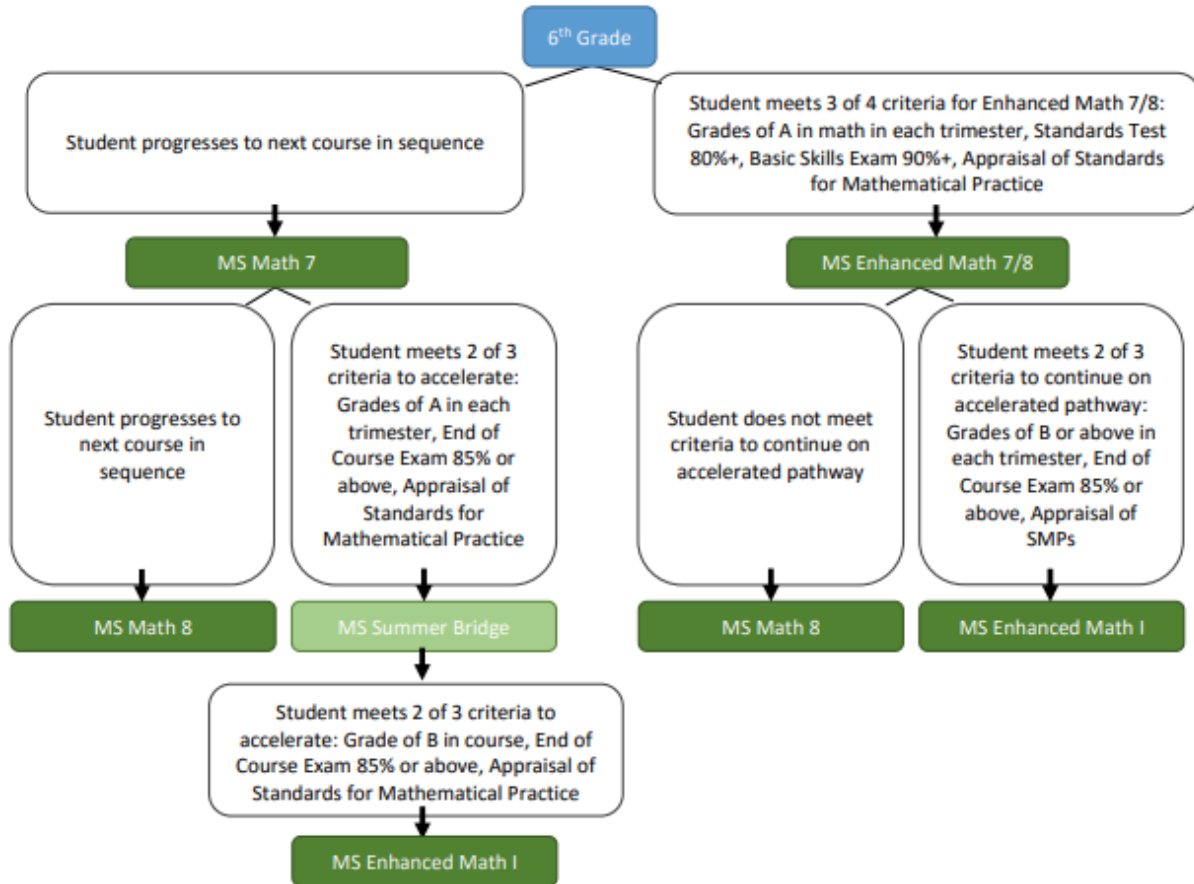 6th Grade
Student progresses to next course in sequence
Student meets 3 of 4 criteria for Enhanced Math 7/8:
Grades of A in math in each trimester, Standards Test
80%+, Basic Skills Exam 90%+, Appraisal of Standards
for Mathematical Practice
MS Math 7
MS Enhanced Math 7/8
Student progresses to
next course in
sequence
Student meets 2 of 3
criteria to accelerate:
Grades of A in each
trimester, End of
Course Exam 85% or
above, Appraisal of
Standards for
Mathematical Practice
Student does not meet
criteria to continue on
accelerated pathway
Student meets 2 of 3
criteria to continue on
accelerated pathway:
Grades of B or above in
each trimester, End of
Course Exam 85% or
above, Appraisal of
SMPs
MS Math 8
MS Summer Bridge
MS Math 8
MS Enhanced Math I
Student meets 2 of 3 criteria to
accelerate: Grade of B in course, End of
Course Exam 85% or above, Appraisal of
Standards for Mathematical Practice
MS Enhanced Math I